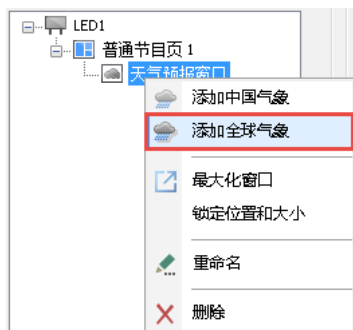 LED1
普通节目页 1
天气预报窗口
添加中国气象
添加全球气象
最大化窗口
锁定位置和大小
重命名
删除